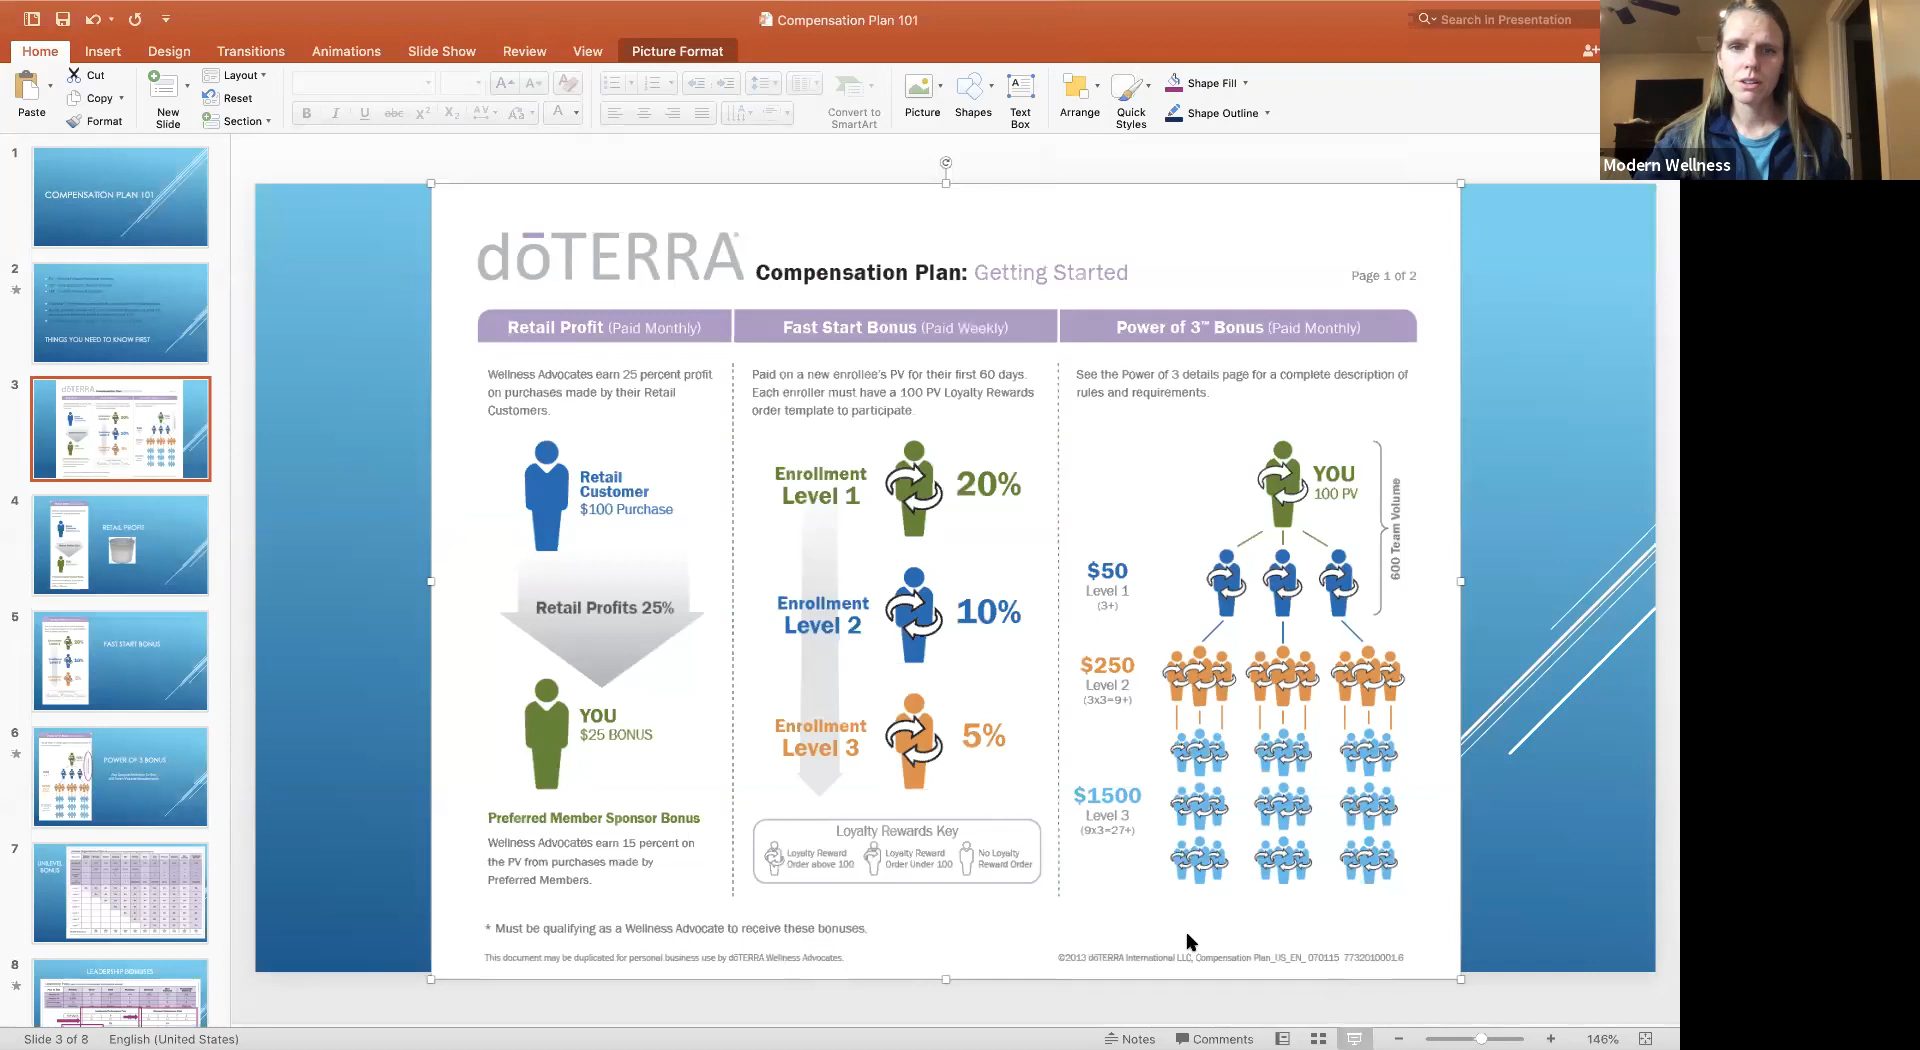 Compensation Plan 101
Search in Presentation
Home Insert Design Transitions Animations Slide Show Review View Picture Format
Paste
Cut
Copy
Format
New
Slide
Layout
Reset
Section
Convert to
SmartArt
Picture
Shapes
Text
Box
Arrange
Quick
Styles
Shape Fill
Shape Outline
Modern Wellness
1
COMPENSATION PLAN 101
2
THINGS YOU NEED TO KNOW FIRST
3
4
RETAIL PROFIT
5
FAST START BONUS
6
POWER OF 3 BONUS
7
UNILEVEL
BONUS
8
LEADERSHIP BONUSES
dōTERRA
Compensation Plan: Getting Started
Page 1 of 2
Retail Profit (Paid Monthly)
Wellness Advocates earn 25 percent profit
on purchases made by their Retail
Customers.
Retail
Customer
$100 Purchase
Retail Profits 25%
YOU
$25 BONUS
Preferred Member Sponsor Bonus
Wellness Advocates earn 15 percent on
the PV from purchases made by
Preferred Members.
Fast Start Bonus (Paid Weekly)
Paid on a new enrollee's PV for their first 60 days.
Each enroller must have a 100 PV Loyalty Rewards
order template to participate.
Enrollment
Level 1
20%
Enrollment
Level 2
10%
Enrollment
Level 3
5%
Loyalty Rewards Key
Loyalty Reward
Order above 100
Loyalty Reward
Order Under 100
No Loyalty
Reward Order
Power of 3™ Bonus (Paid Monthly)
See the Power of 3 details page for a complete description of
rules and requirements.
YOU
100 PV
600 Team Volume
$50
Level 1
(3+)
$250
Level 2
(3x3=9+)
$1500
Level 3
(9x3=27+)
* Must be qualifying as a Wellness Advocate to receive these bonuses.
This document may be duplicated for personal business use by dōTERRA Wellness Advocates.
©2013 dōTERRA International LLC, Compensation Plan_US_EN_ 070115 7732010001.6
Slide 3 of 8
English (United States)
Notes
Comments
146%